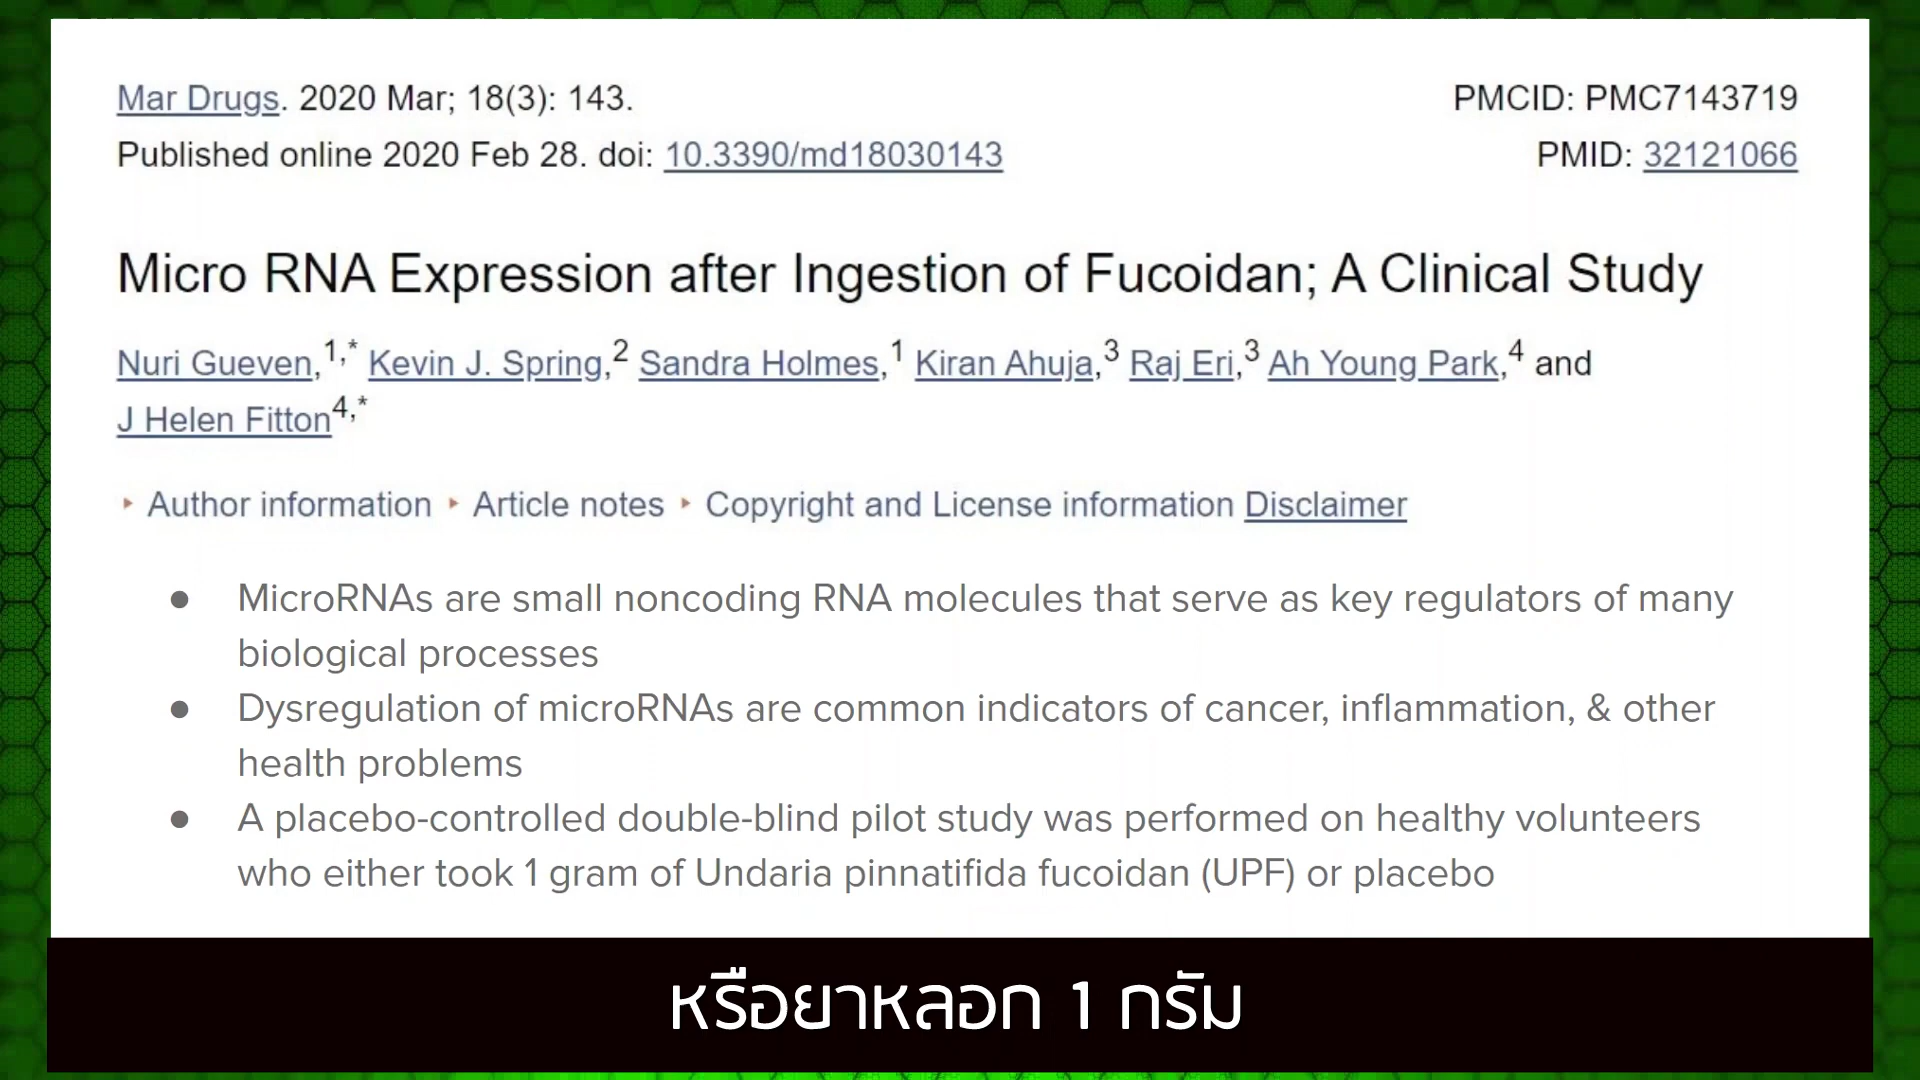 Mar Drugs. 2020 Mar; 18(3): 143.
PMCID: PMC7143719
Published online 2020 Feb 28. doi: 10.3390/md18030143
PMID: 32121066
Micro RNA Expression after Ingestion of Fucoidan; A Clinical Study
Nuri Gueven,1,* Kevin J. Spring,2 Sandra Holmes,1 Kiran Ahuja,3 Raj Eri,3 Ah Young Park,4 and
J Helen Fitton4,*
‣ Author information ‣ Article notes ‣ Copyright and License information Disclaimer
● MicroRNAs are small noncoding RNA molecules that serve as key regulators of many
biological processes
● Dysregulation of microRNAs are common indicators of cancer, inflammation, & other
health problems
● A placebo-controlled double-blind pilot study was performed on healthy volunteers
who either took 1 gram of Undaria pinnatifida fucoidan (UPF) or placebo
หรือยาหลอก 1 กรัม